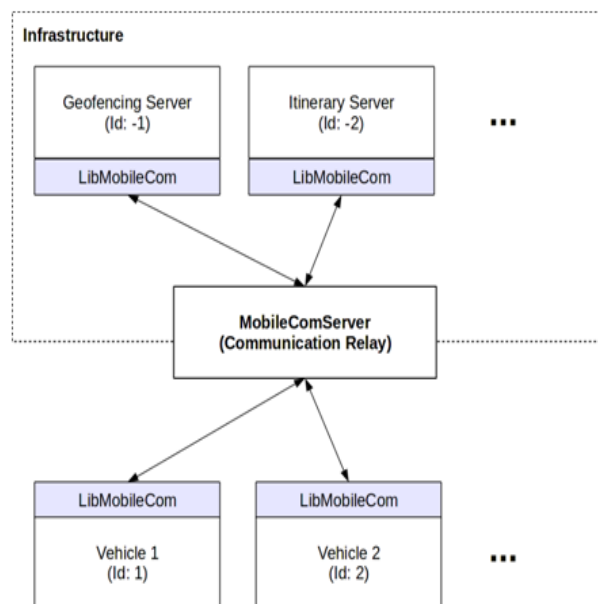 Infrastructure
Geofencing Server
(Id: -1)
LibMobileCom
Itinerary Server
(Id: -2)
LibMobileCom
...
MobileComServer
(Communication Relay)
LibMobileCom
Vehicle 1
(Id: 1)
LibMobileCom
Vehicle 2
(Id: 2)
...